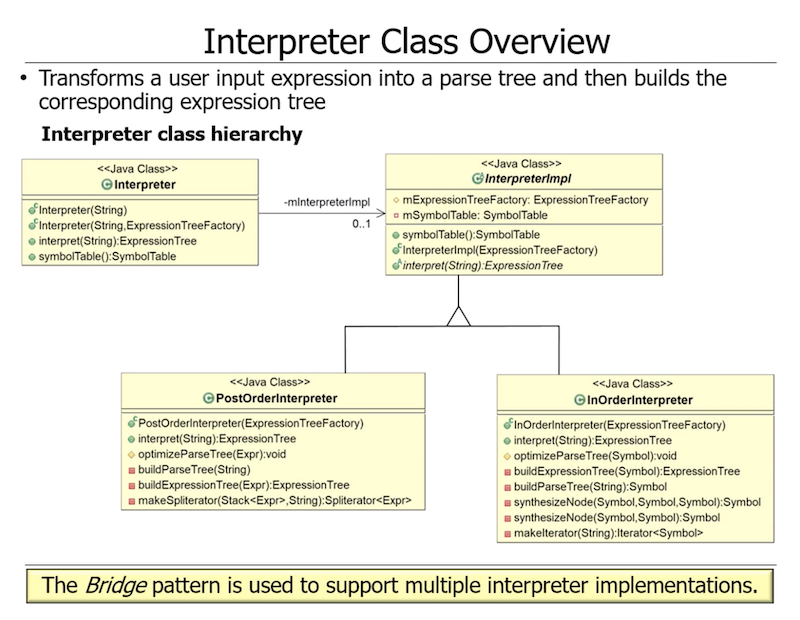 Interpreter Class Overview
• Transforms a user input expression into a parse tree and then builds the
corresponding expression tree
Interpreter class hierarchy
<<Java Class>>
Interpreter
Interpreter(String)
Interpreter(String,ExpressionTreeFactory)
interpret(String):ExpressionTree
symbolTable():SymbolTable
-mInterpreterImpl
0..1
<<Java Class>>
InterpreterImpl
mExpressionTreeFactory: ExpressionTreeFactory
mSymbolTable: SymbolTable
symbolTable():SymbolTable
InterpreterImpl(ExpressionTreeFactory)
interpret(String):ExpressionTree
<<Java Class>>
PostOrderInterpreter
PostOrderInterpreter(ExpressionTreeFactory)
interpret(String):ExpressionTree
optimizeParseTree(Expr):void
buildParseTree(String)
buildExpressionTree(Expr):ExpressionTree
makeSpliterator(Stack<Expr>,String):Spliterator<Expr>
<<Java Class>>
InOrderInterpreter
InOrderInterpreter(ExpressionTreeFactory)
interpret(String):ExpressionTree
optimizeParseTree(Symbol):void
buildExpressionTree(Symbol):ExpressionTree
buildParseTree(String):Symbol
synthesizeNode(Symbol,Symbol,Symbol):Symbol
synthesizeNode(Symbol,Symbol):Symbol
makeIterator(String):Iterator<Symbol>
The Bridge pattern is used to support multiple interpreter implementations.